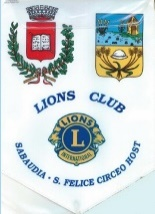 LIONS CLUB
LIONS
L
INTERNATIONAL
SABAUDIA - S. FELICE CIRCEO HOST